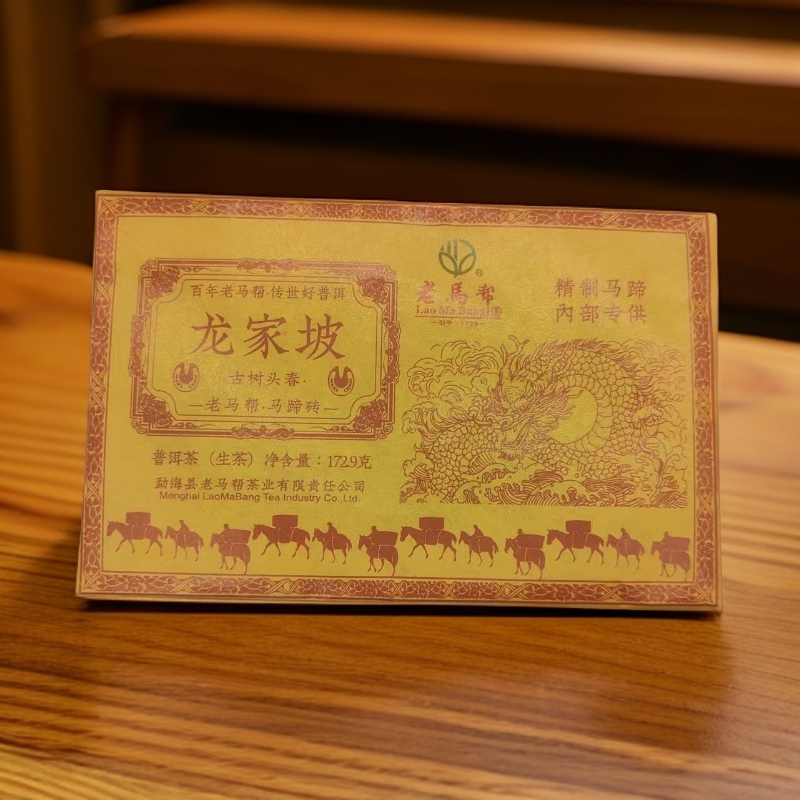 百年老马帮·传世好普洱
龙家坡
古树头春·
老马帮·马蹄砖
普洱茶（生茶）净含量：172.9克
勐海县老马帮茶业有限责任公司
Menghai LaoMaBang Tea Industry Co.,Ltd.
老马帮
Lao Ma Bang
精制马蹄
內部专供